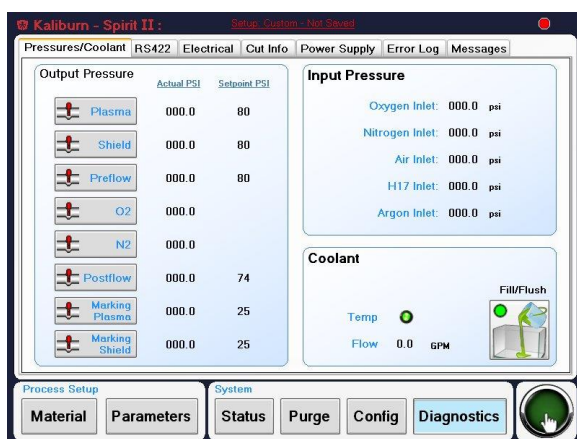 Kaliburn - Spirit II :
Setup: Custom - Not Saved
Pressures/Coolant RS422 Electrical Cut Info Power Supply Error Log Messages
Output Pressure
Actual PSI Setpoint PSI
Plasma 000.0 80
Shield 000.0 80
Preflow 000.0 80
O2 000.0
N2 000.0
Postflow 000.0 74
Marking Plasma 000.0 25
Marking Shield 000.0 25
Input Pressure
Oxygen Inlet: 000.0 psi
Nitrogen Inlet: 000.0 psi
Air Inlet: 000.0 psi
H17 Inlet: 000.0 psi
Argon Inlet: 000.0 psi
Coolant
Fill/Flush
Temp
Flow 0.0 GPM
Process Setup
Material Parameters
System
Status Purge Config Diagnostics